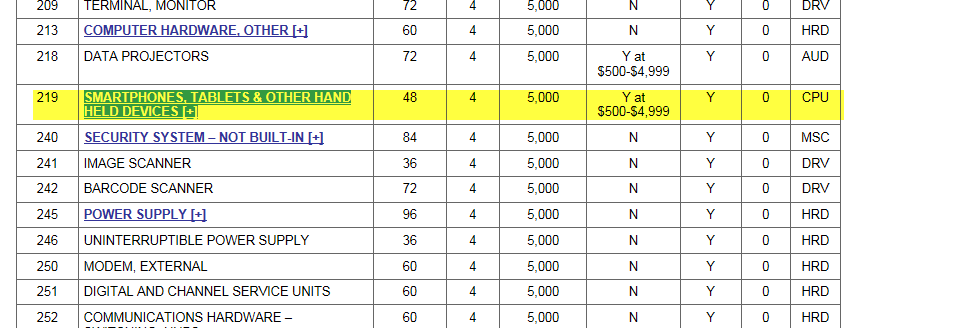 209 TERMINAL, MONITOR 72 4 5,000 N Y 0 DRV
213 COMPUTER HARDWARE, OTHER [+] 60 4 5,000 N Y 0 HRD
218 DATA PROJECTORS 72 4 5,000 Y at Y 0 AUD
$500-$4,999
219 SMARTPHONES, TABLETS & OTHER HAND 48 4 5,000 Y at Y 0 CPU
HELD DEVICES [+] $500-$4,999
240 SECURITY SYSTEM – NOT BUILT-IN [+] 84 4 5,000 N Y 0 MSC
241 IMAGE SCANNER 36 4 5,000 N Y 0 DRV
242 BARCODE SCANNER 72 4 5,000 N Y 0 DRV
245 POWER SUPPLY [+] 96 4 5,000 N Y 0 HRD
246 UNINTERRUPTIBLE POWER SUPPLY 36 4 5,000 N Y 0 HRD
250 MODEM, EXTERNAL 60 4 5,000 N Y 0 HRD
251 DIGITAL AND CHANNEL SERVICE UNITS 60 4 5,000 N Y 0 HRD
252 COMMUNICATIONS HARDWARE – 60 4 5,000 N Y 0 HRD